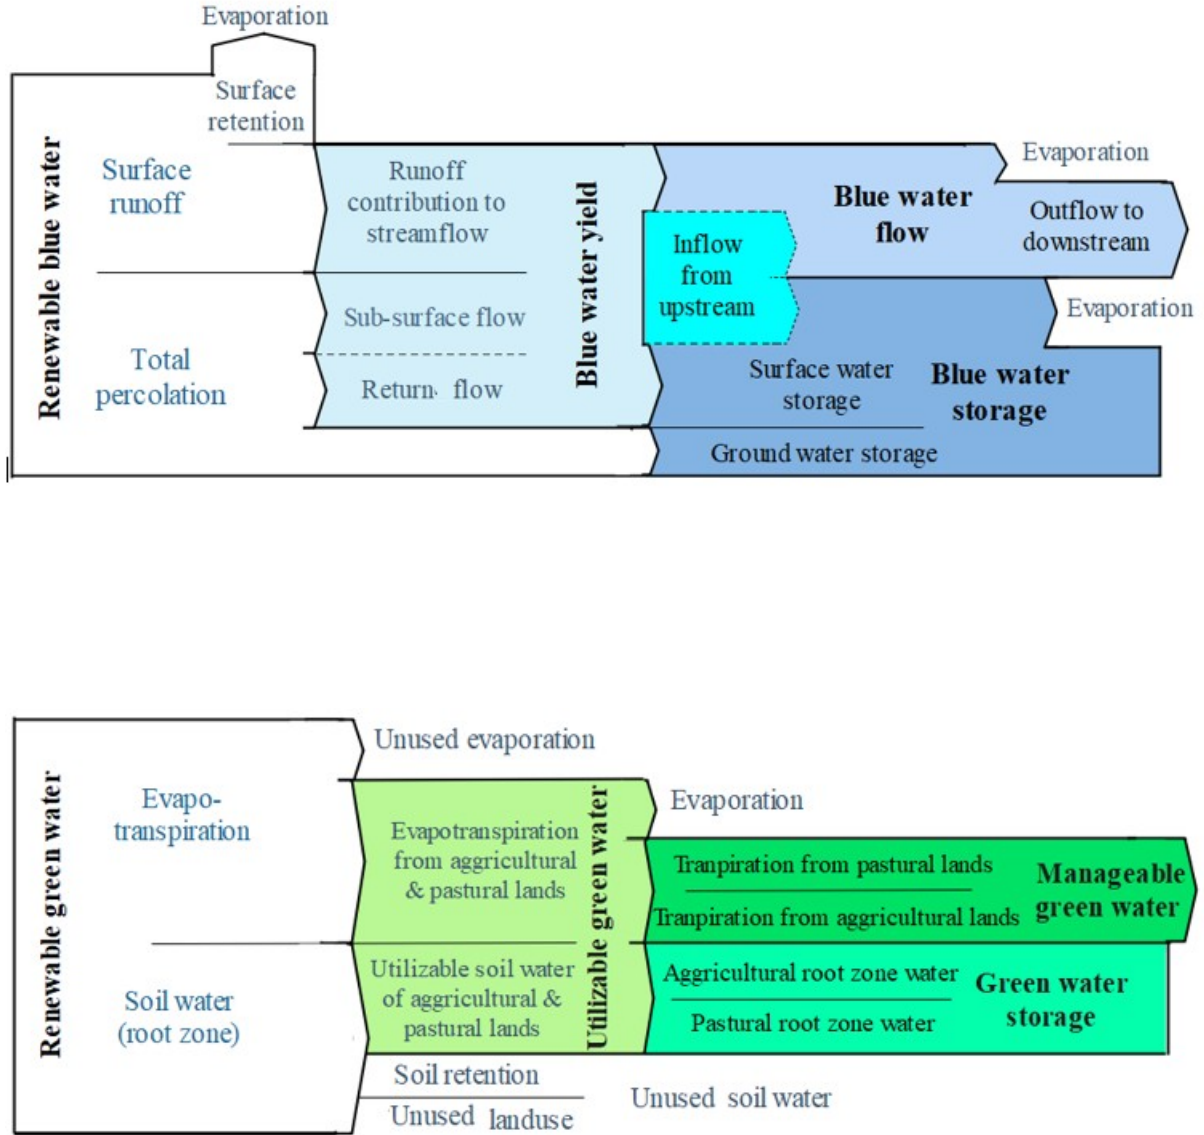 Evaporation
Surface
retention
Renewable blue water
Surface
runoff
Total
percolation
Runoff
contribution to
streamflow
Sub-surface flow
Return flow
Blue water yield
Inflow
from
upstream
Blue water
flow
Evaporation
Outflow to
downstream
Evaporation
Surface water
storage
Blue water
storage
Ground water storage
Renewable green water
Evapo-
transpiration
Soil water
(root zone)
Unused evaporation
Evapotranspiration
from aggricultural
& pastural lands
Utilizable soil water
of aggricultural &
pastural lands
Utilizable green water
Evaporation
Tranpiration from pastural lands
Tranpiration from aggricultural lands
Manageable
green water
Aggricultural root zone water
Pastural root zone water
Green water
storage
Soil retention
Unused landuse
Unused soil water